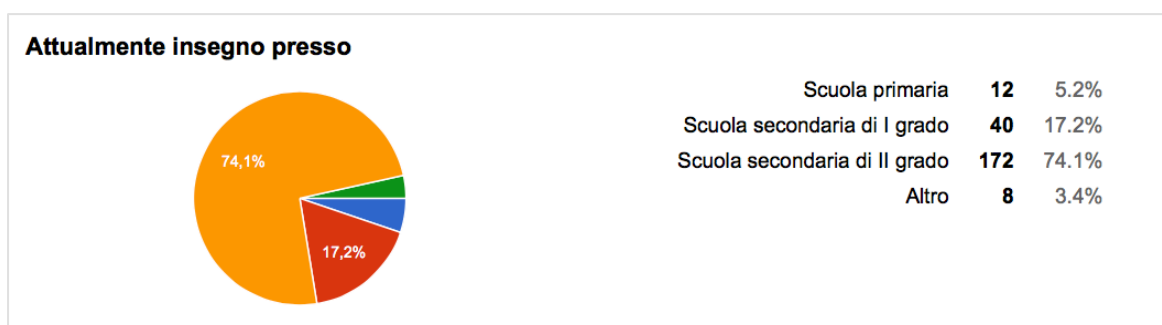 Attualmente insegno presso
74,1%
17,2%
Scuola primaria 12 5.2%
Scuola secondaria di I grado 40 17.2%
Scuola secondaria di II grado 172 74.1%
Altro 8 3.4%